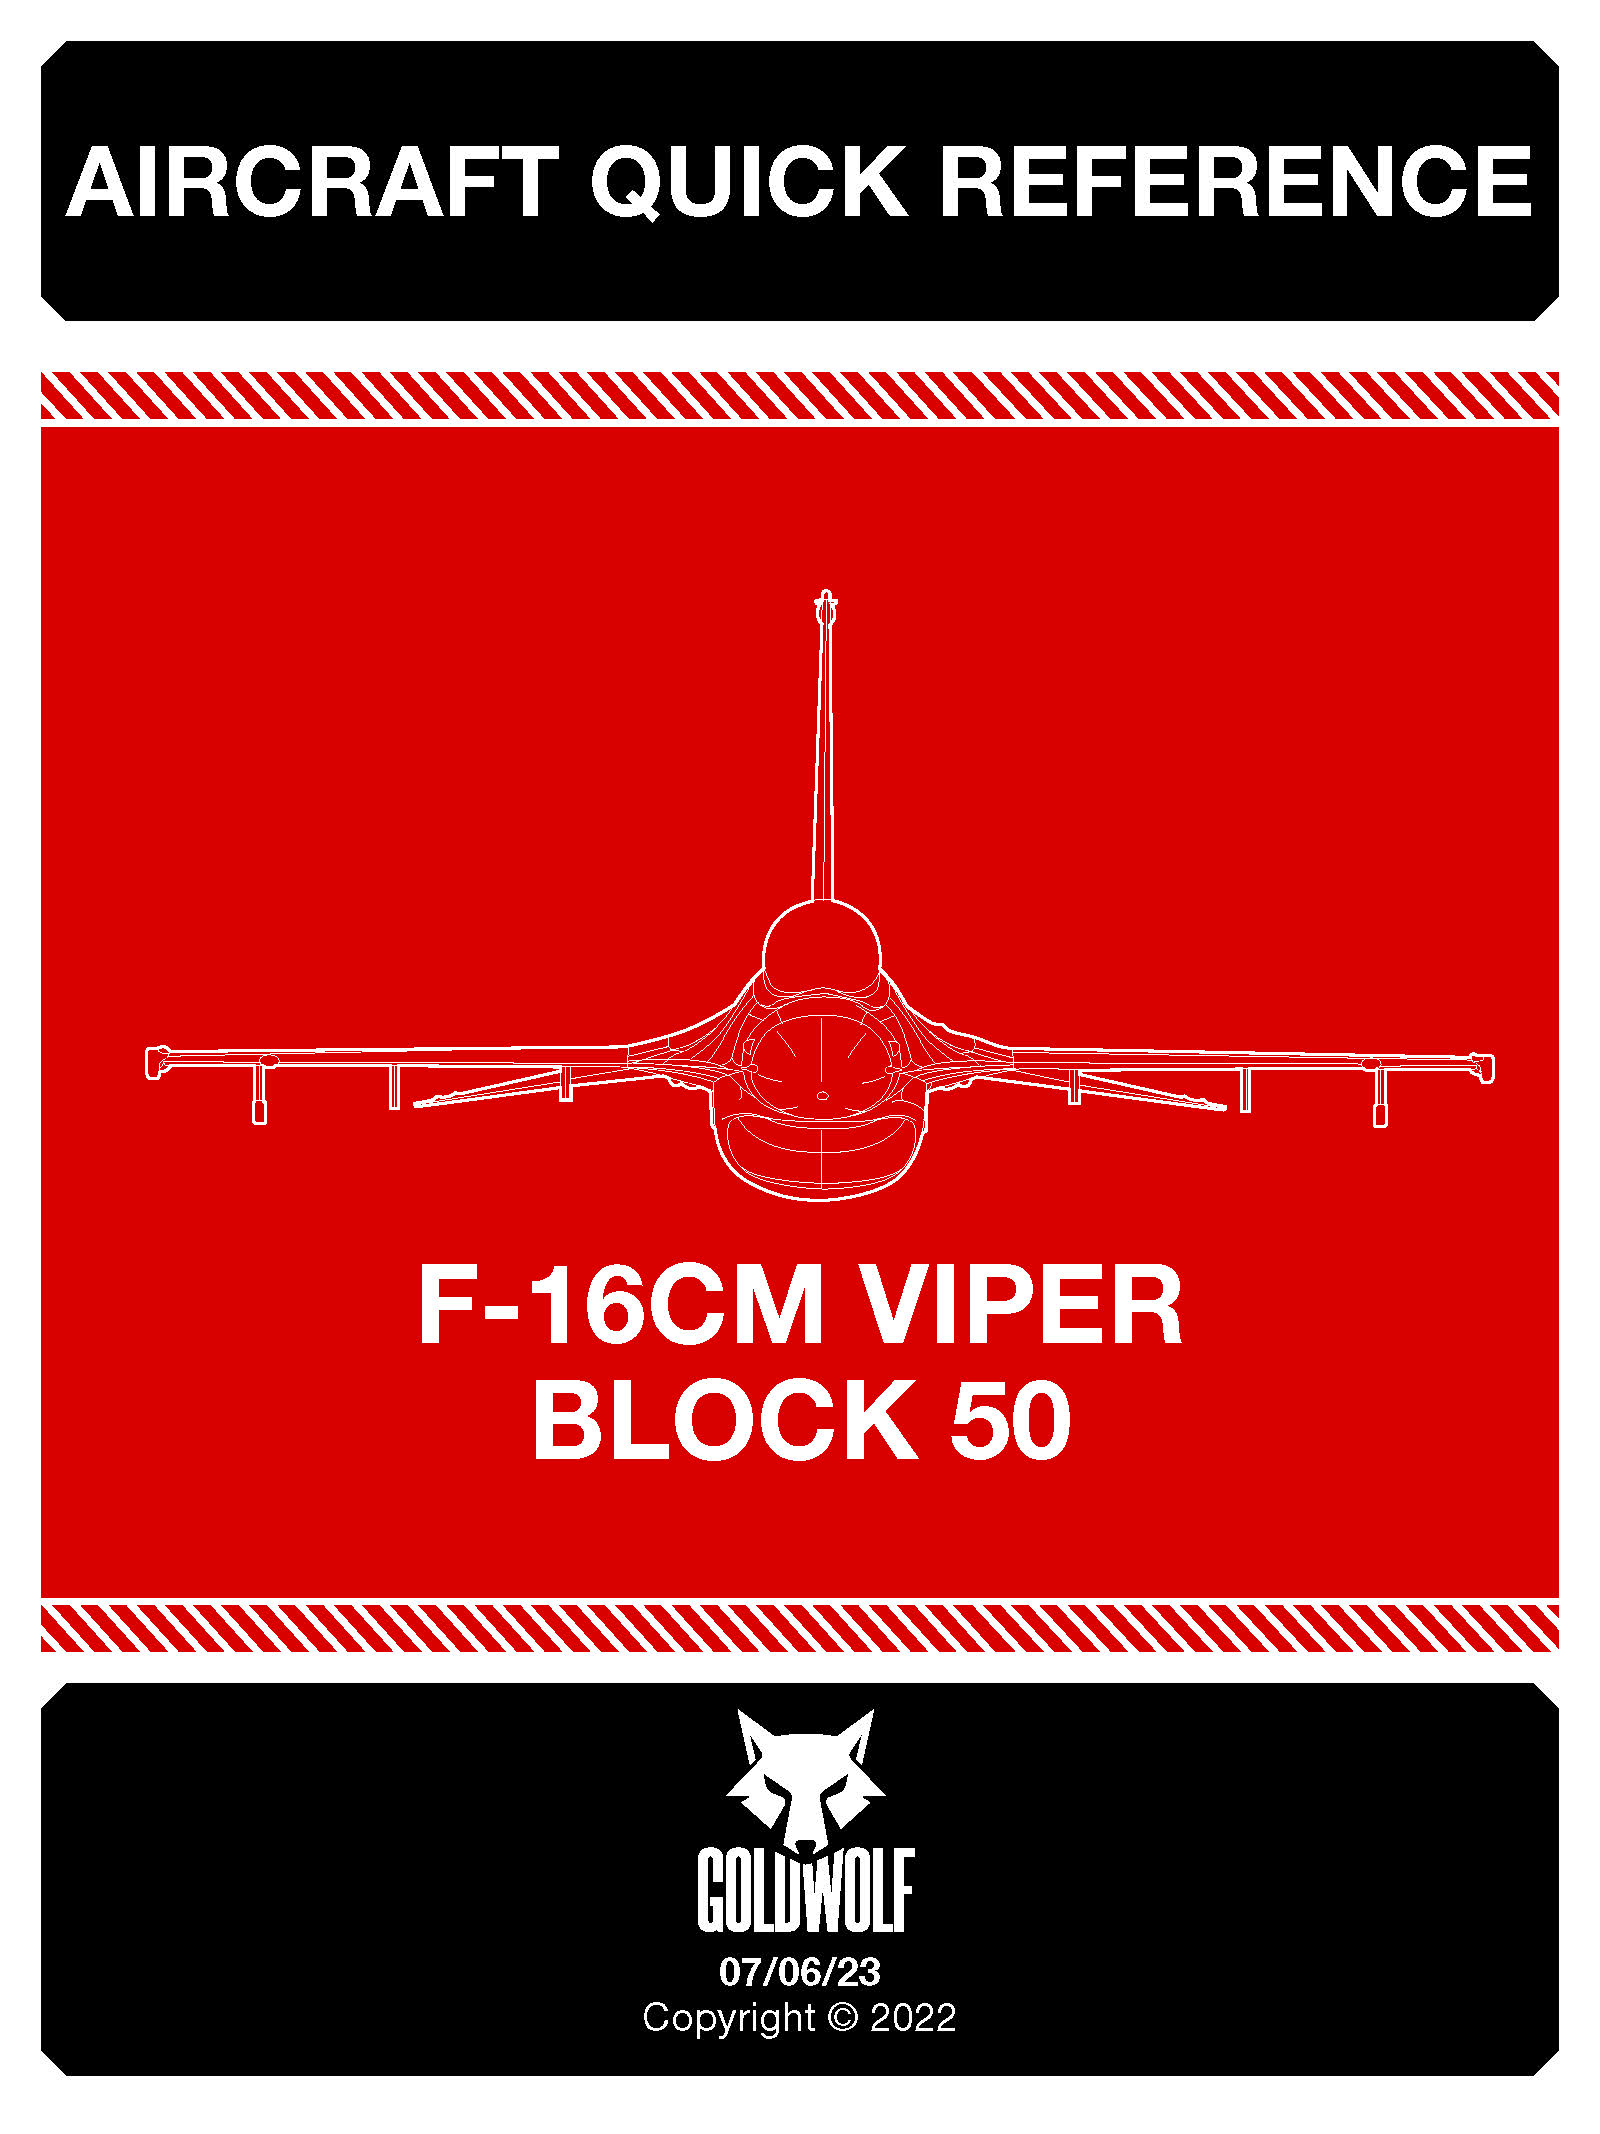 AIRCRAFT QUICK REFERENCE
F-16CM VIPER
BLOCK 50
GOLDWOLF
07/06/23
Copyright © 2022